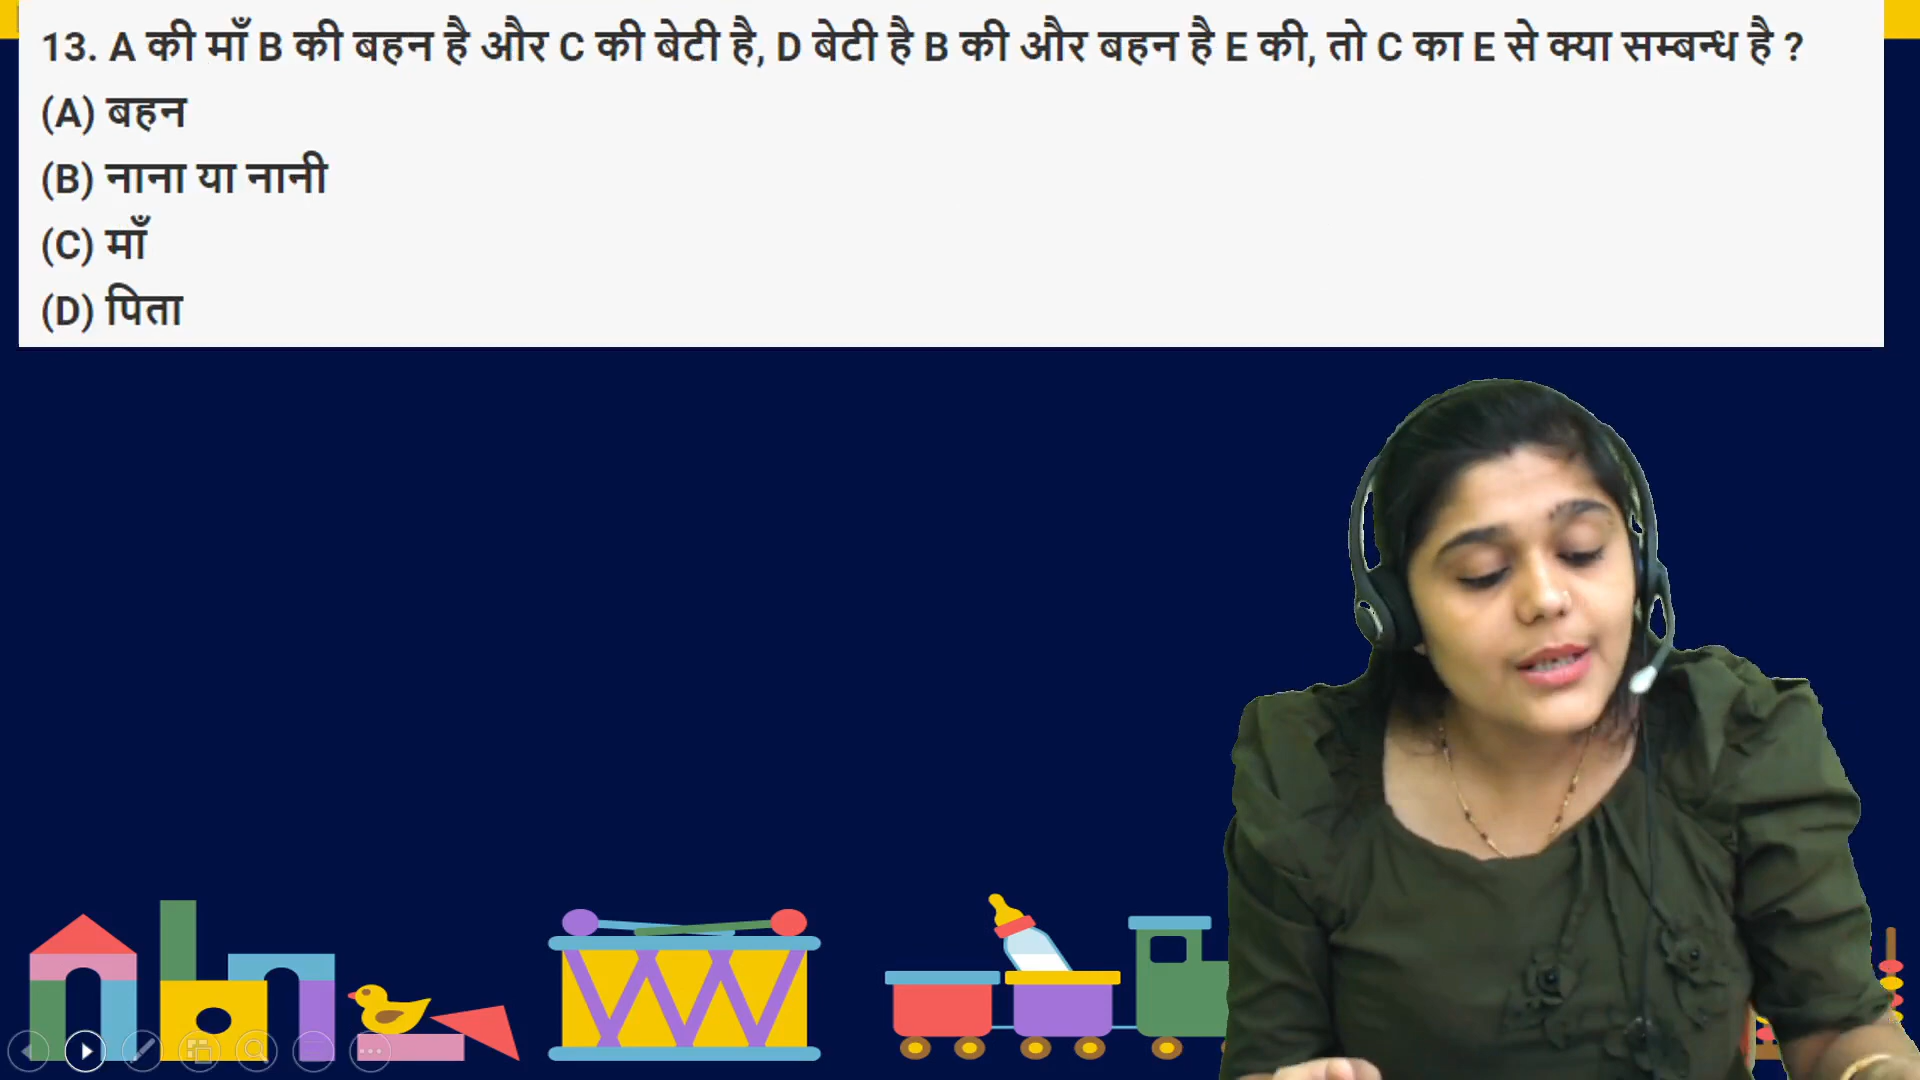 13. A की माँ B की बहन है और C की बेटी है, D बेटी है B की और बहन है E की, तो C का E से क्या सम्बन्ध है ?
(A) बहन
(B) नाना या नानी
(C) माँ
(D) पिता